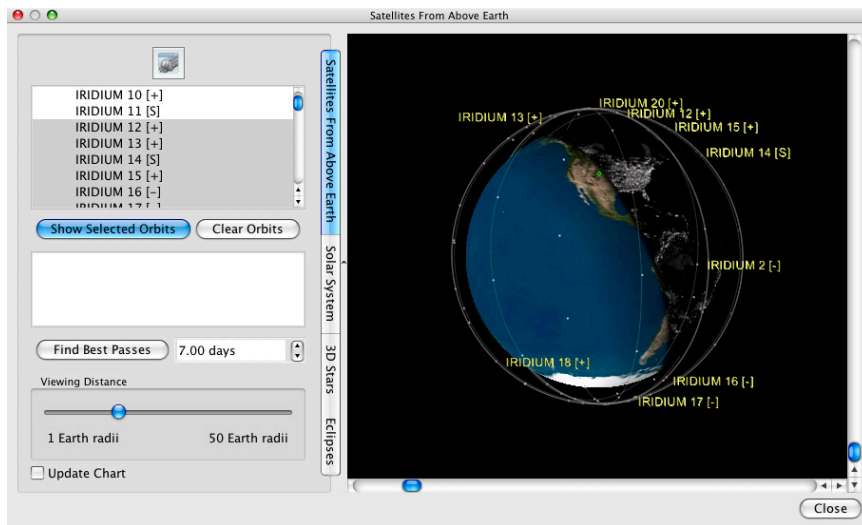 Satellites From Above Earth
IRIDIUM 10 [+]
IRIDIUM 11 [S]
IRIDIUM 12 [+]
IRIDIUM 13 [+]
IRIDIUM 14 [S]
IRIDIUM 15 [+]
IRIDIUM 16 [-]
IRIDIUM 17 [-]
Show Selected Orbits
Clear Orbits
Find Best Passes
7.00 days
Viewing Distance
1 Earth radii
50 Earth radii
Update Chart
Satellites From Above Earth
Solar System
3D Stars
Eclipses
IRIDIUM 20 [+]
IRIDIUM 13 [+]
IRIDIUM 12 [+]
IRIDIUM 15 [+]
IRIDIUM 14 [S]
IRIDIUM 2 [-]
IRIDIUM 18 [+]
IRIDIUM 16 [-]
IRIDIUM 17 [-]
Close